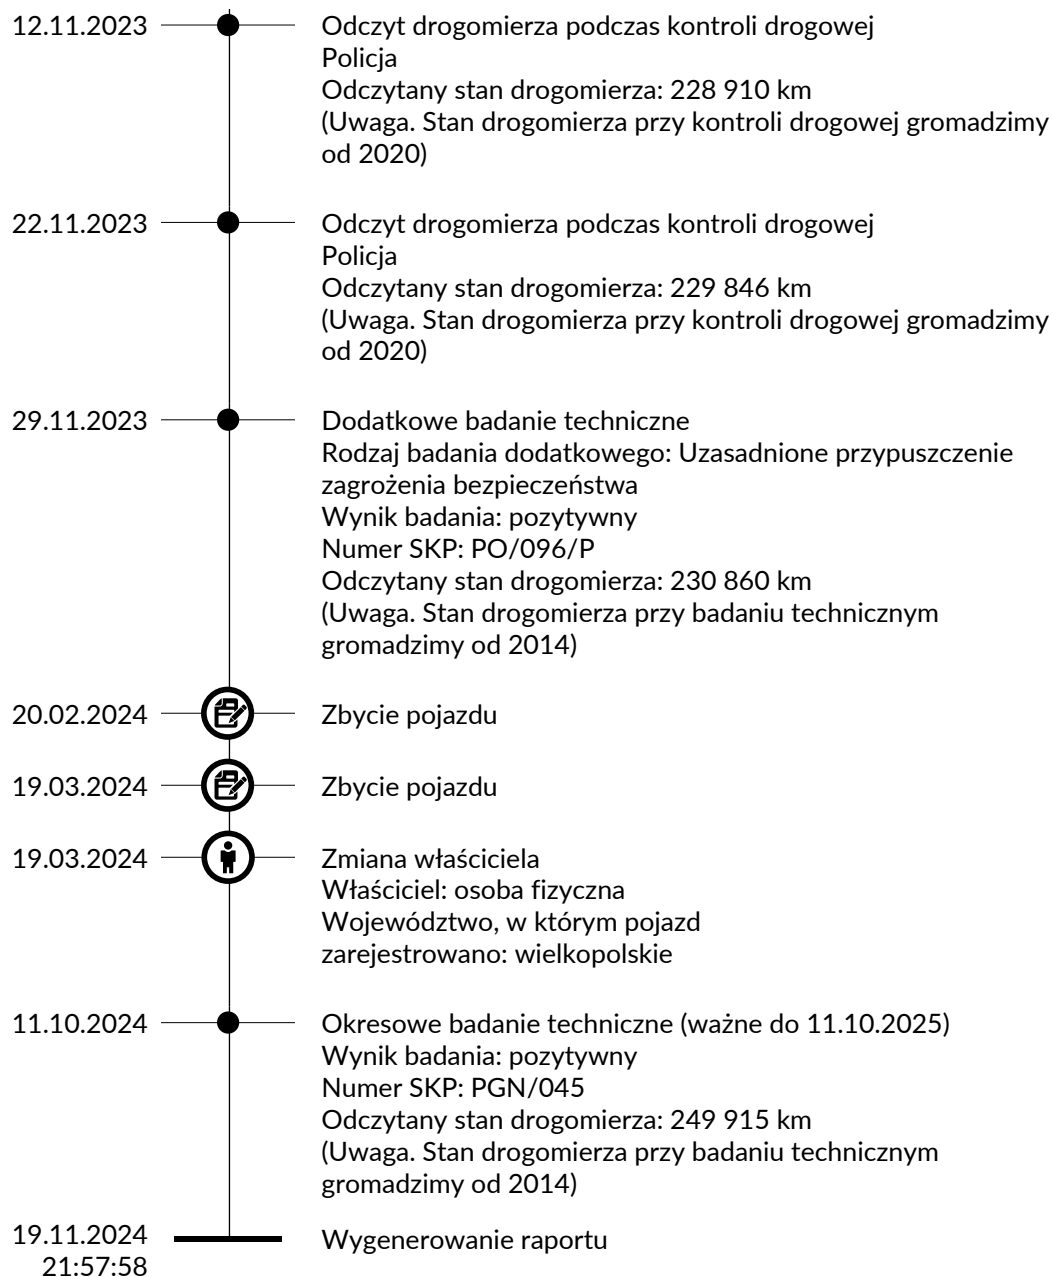 12.11.2023
Odczyt drogomierza podczas kontroli drogowej
Policja
Odczytany stan drogomierza: 228 910 km
(Uwaga. Stan drogomierza przy kontroli drogowej gromadzimy
od 2020)
22.11.2023
Odczyt drogomierza podczas kontroli drogowej
Policja
Odczytany stan drogomierza: 229 846 km
(Uwaga. Stan drogomierza przy kontroli drogowej gromadzimy
od 2020)
29.11.2023
Dodatkowe badanie techniczne
Rodzaj badania dodatkowego: Uzasadnione przypuszczenie
zagrożenia bezpieczeństwa
Wynik badania: pozytywny
Numer SKP: PO/096/P
Odczytany stan drogomierza: 230 860 km
(Uwaga. Stan drogomierza przy badaniu technicznym
gromadzimy od 2014)
20.02.2024
Zbycie pojazdu
19.03.2024
Zbycie pojazdu
19.03.2024
Zmiana właściciela
Właściciel: osoba fizyczna
Województwo, w którym pojazd
zarejestrowano: wielkopolskie
11.10.2024
Okresowe badanie techniczne (ważne do 11.10.2025)
Wynik badania: pozytywny
Numer SKP: PGN/045
Odczytany stan drogomierza: 249 915 km
(Uwaga. Stan drogomierza przy badaniu technicznym
gromadzimy od 2014)
19.11.2024
21:57:58
Wygenerowanie raportu